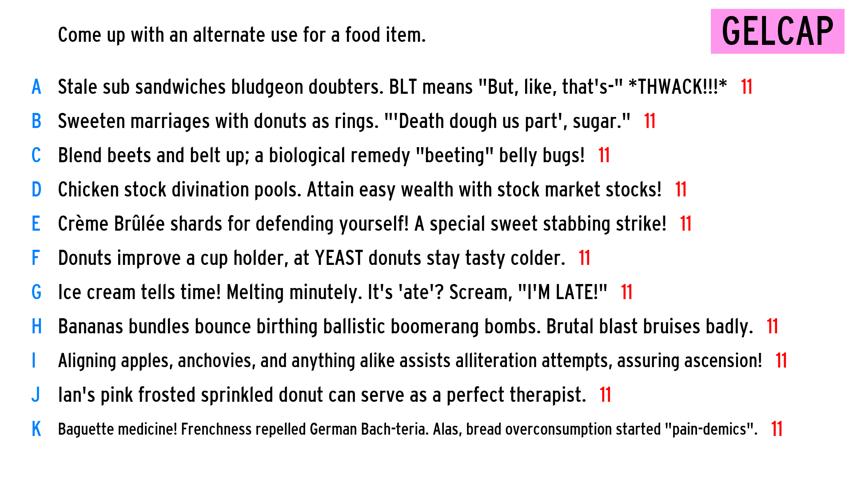 Come up with an alternate use for a food item.
GELCAP
A Stale sub sandwiches bludgeon doubters. BLT means "But, like, that's-" *THWACK!!!* 11
B Sweeten marriages with donuts as rings. "'Death dough us part', sugar." 11
C Blend beets and belt up; a biological remedy "beeting" belly bugs! 11
D Chicken stock divination pools. Attain easy wealth with stock market stocks! 11
E Crème Brûlée shards for defending yourself! A special sweet stabbing strike! 11
F Donuts improve a cup holder, at YEAST donuts stay tasty colder. 11
G Ice cream tells time! Melting minutely. It's 'ate'? Scream, "I'M LATE!" 11
H Bananas bundles bounce birthing ballistic boomerang bombs. Brutal blast bruises badly. 11
I Aligning apples, anchovies, and anything alike assists alliteration attempts, assuring ascension! 11
J Ian's pink frosted sprinkled donut can serve as a perfect therapist. 11
K Baguette medicine! Frenchness repelled German Bach-teria. Alas, bread overconsumption started "pain-demics". 11